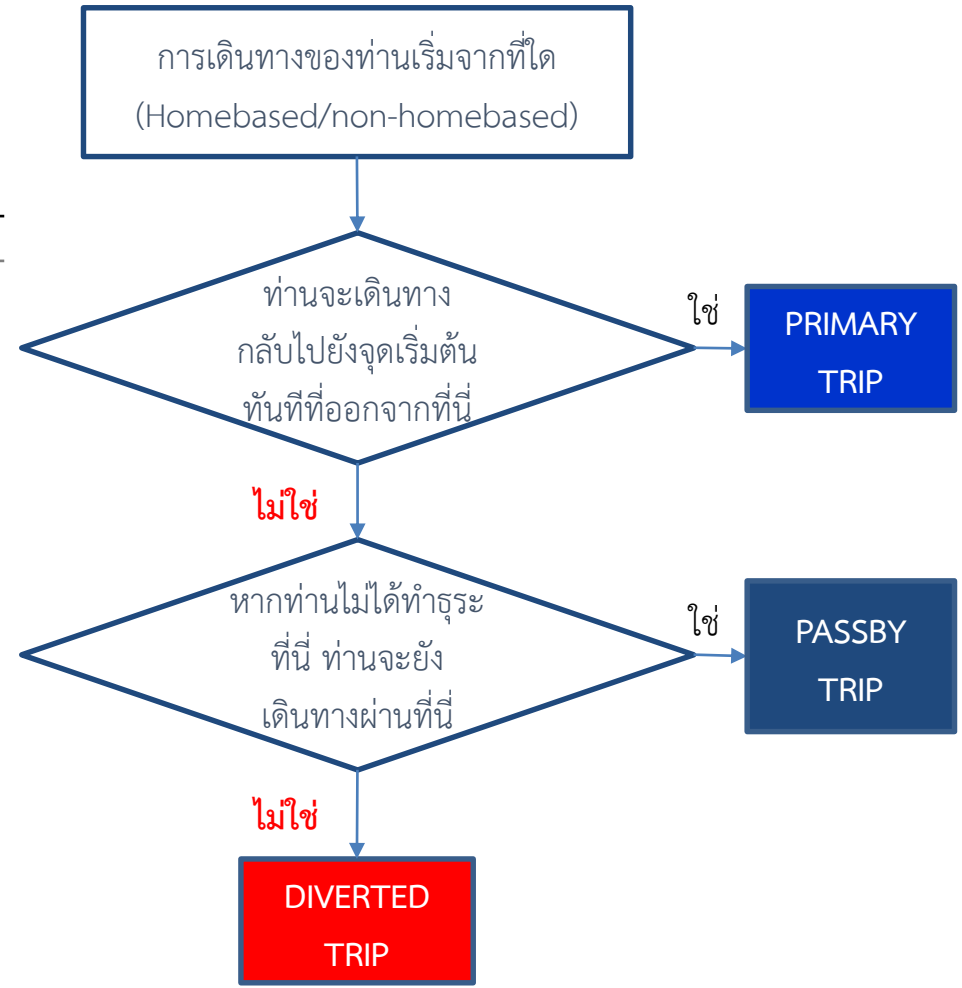 การเดินทางของท่านเริ่มจากที่ใด
(Homebased/non-homebased)
ท่านจะเดินทาง
กลับไปยังจุดเริ่มต้น
ทันทีที่ออกจากที่นี่
ใช่
PRIMARY
TRIP
ไม่ใช่
หากท่านไม่ได้ทำธุระ
ที่นี่ ท่านจะยัง
เดินทางผ่านที่นี่
ใช่
PASSBY
TRIP
ไม่ใช่
DIVERTED
TRIP